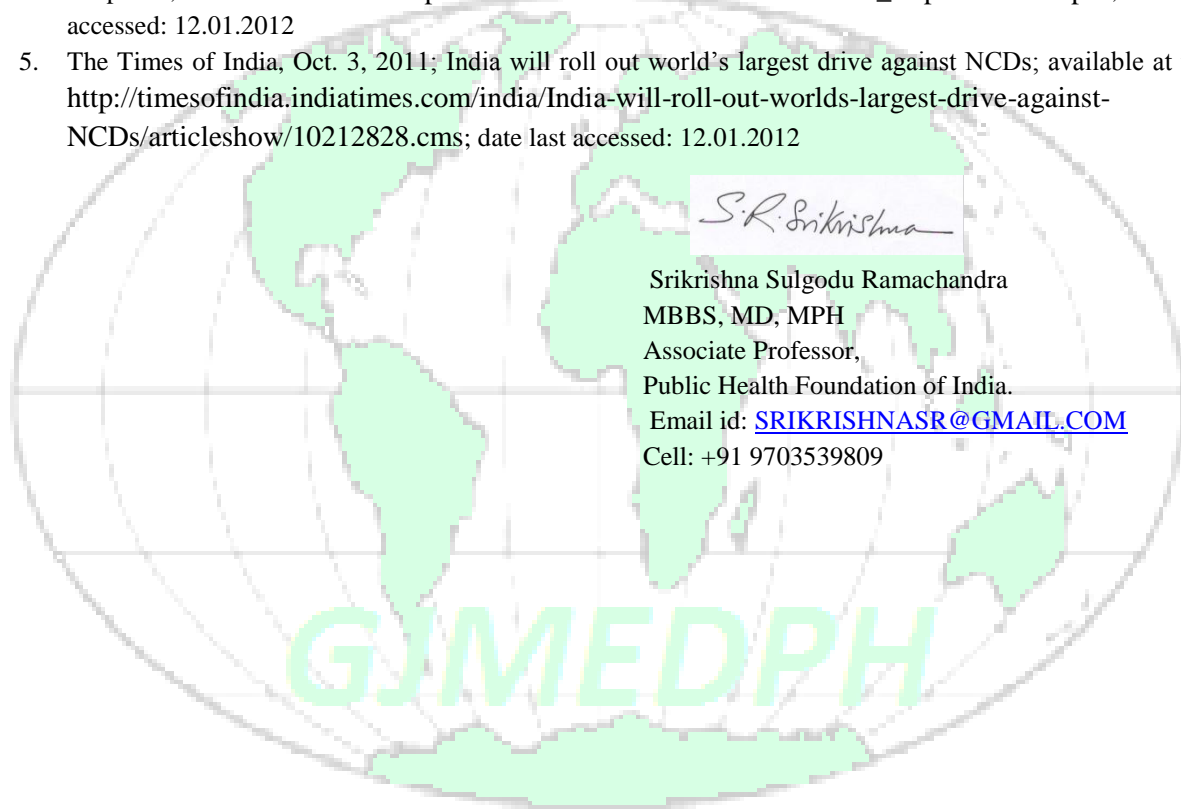 accessed: 12.01.2012
5. The Times of India, Oct. 3, 2011; India will roll out world's largest drive against NCDs; available at
http://timesofindia.indiatimes.com/india/India-will-roll-out-worlds-largest-drive-against-
NCDs/articleshow/10212828.cms; date last accessed: 12.01.2012
S.R. Srikrishna
Srikrishna Sulgodu Ramachandra
MBBS, MD, MPH
Associate Professor,
Public Health Foundation of India.
Email id: SRIKRISHNASR@GMAIL.COM
Cell: +91 9703539809
GJMEDPH